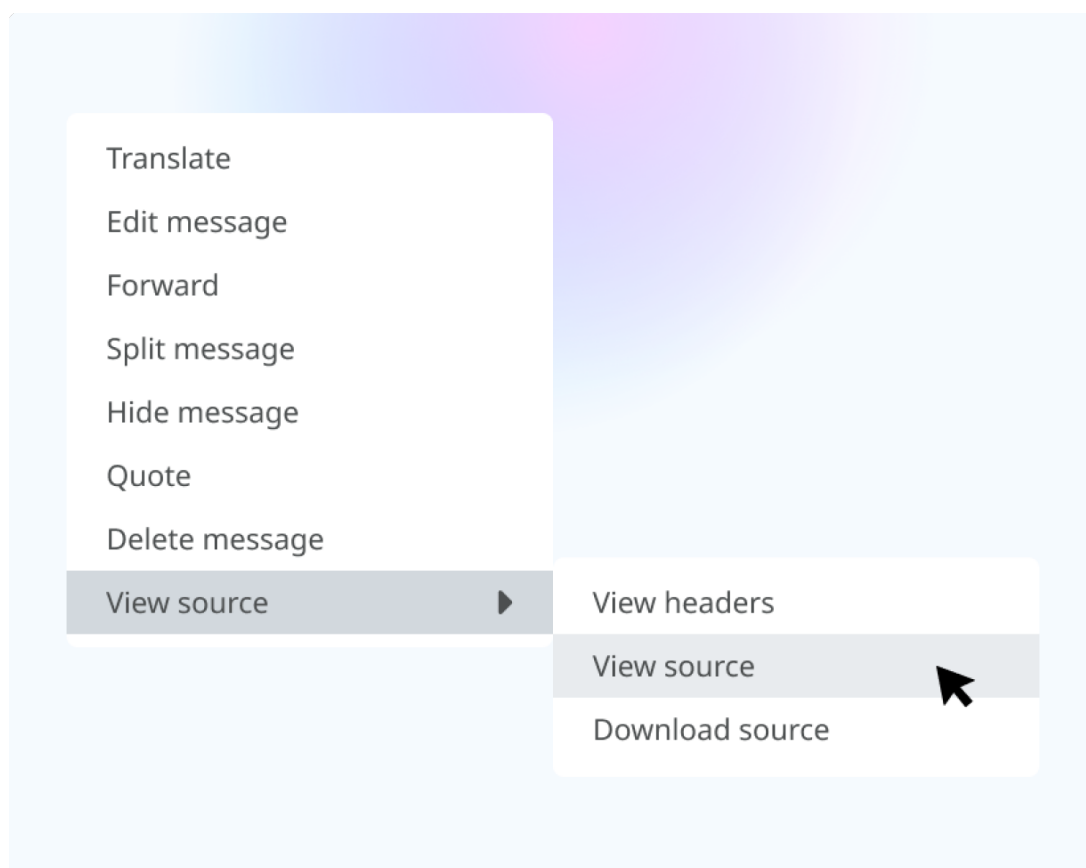 Translate
Edit message
Forward
Split message
Hide message
Quote
Delete message
View source
View headers
View source
Download source